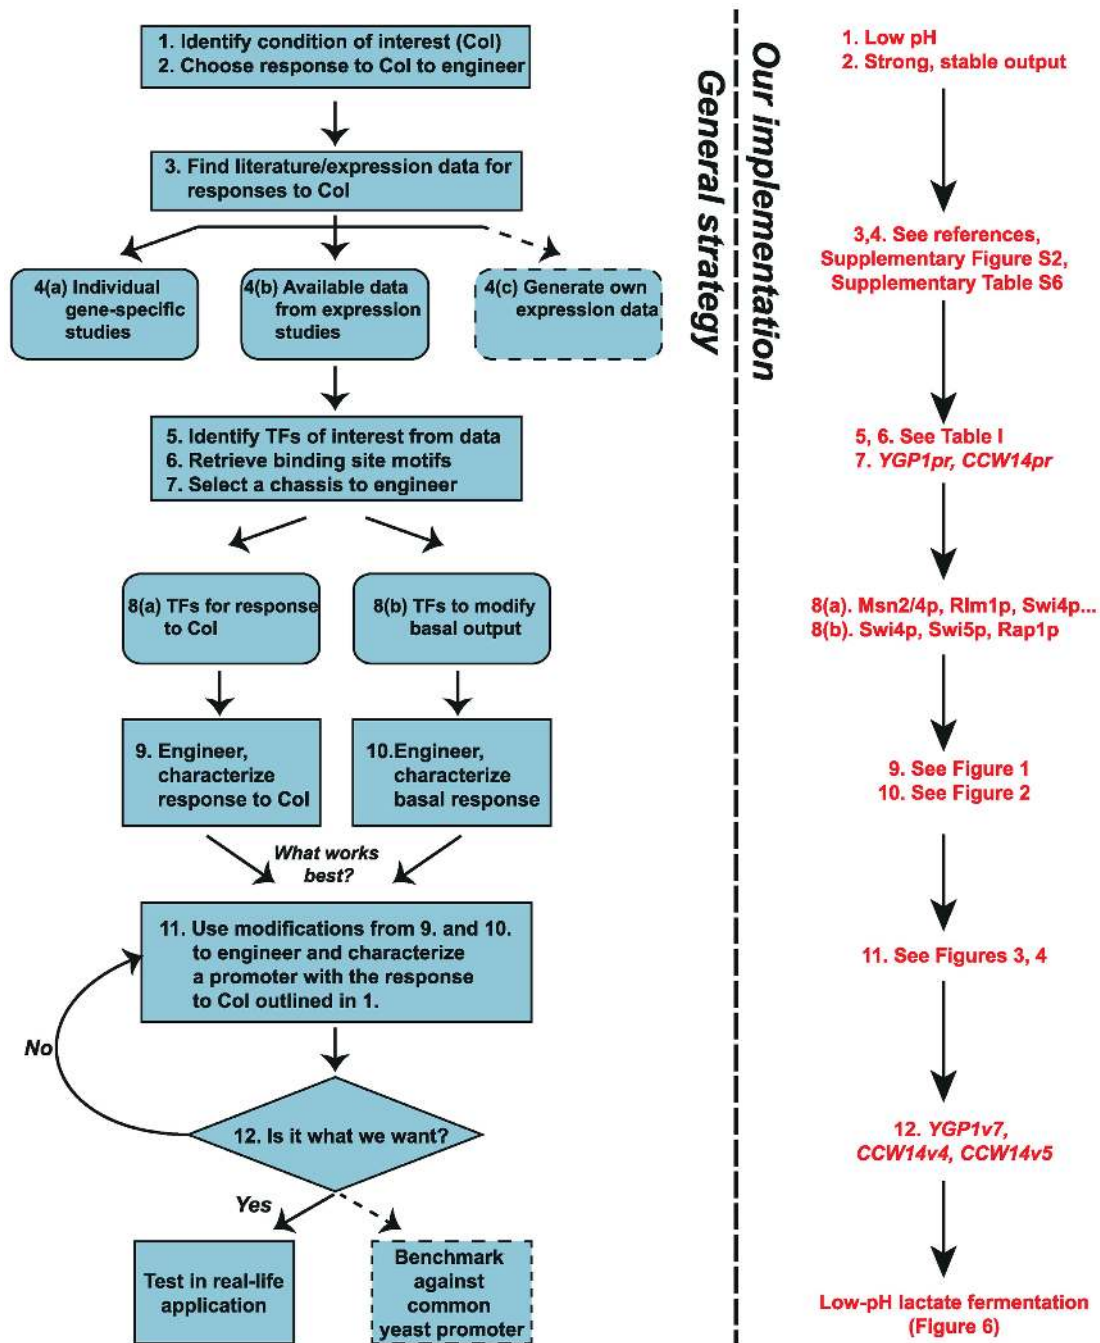 1. Identify condition of interest (CoI)
2. Choose response to CoI to engineer
3. Find literature/expression data for
responses to CoI
4(a) Individual
gene-specific
studies
4(b) Available data
from expression
studies
4(c) Generate own
expression data
5. Identify TFs of interest from data
6. Retrieve binding site motifs
7. Select a chassis to engineer
8(a) TFs for response
to CoI
8(b) TFs to modify
basal output
9. Engineer,
characterize
response to CoI
10.Engineer,
characterize
basal response
What works
best?
11. Use modifications from 9. and 10.
to engineer and characterize
a promoter with the response
to CoI outlined in 1.
No
12. Is it what we want?
Yes
Test in real-life
application
Benchmark
against
common
yeast promoter
General strategy
Our implementation
1. Low pH
2. Strong, stable output
3,4. See references,
Supplementary Figure S2,
Supplementary Table S6
5, 6. See Table I
7. YGP1pr, CCW14pr
8(a). Msn2/4p, Rlm1p, Swi4p...
8(b). Swi4p, Swi5p, Rap1p
9. See Figure 1
10. See Figure 2
11. See Figures 3, 4
12. YGP1v7,
CCW14v4, CCW14v5
Low-pH lactate fermentation
(Figure 6)